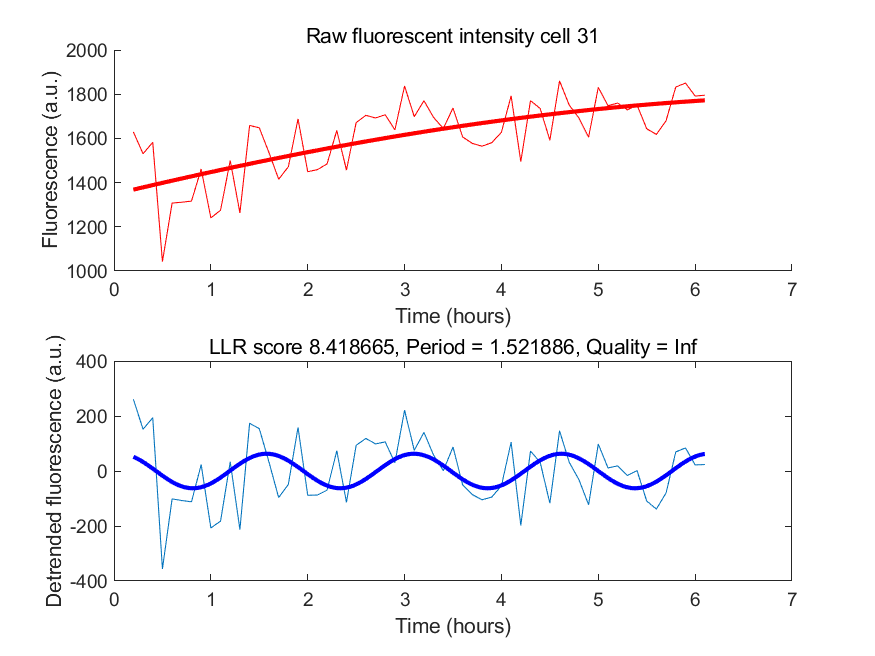 Raw fluorescent intensity cell 31
Fluorescence (a.u.)
2000
1800
1600
1400
1200
1000
0 1 2 3 4 5 6 7
Time (hours)
LLR score 8.418665, Period = 1.521886, Quality = Inf
Detrended fluorescence (a.u.)
400
200
0
-200
-400
0 1 2 3 4 5 6 7
Time (hours)